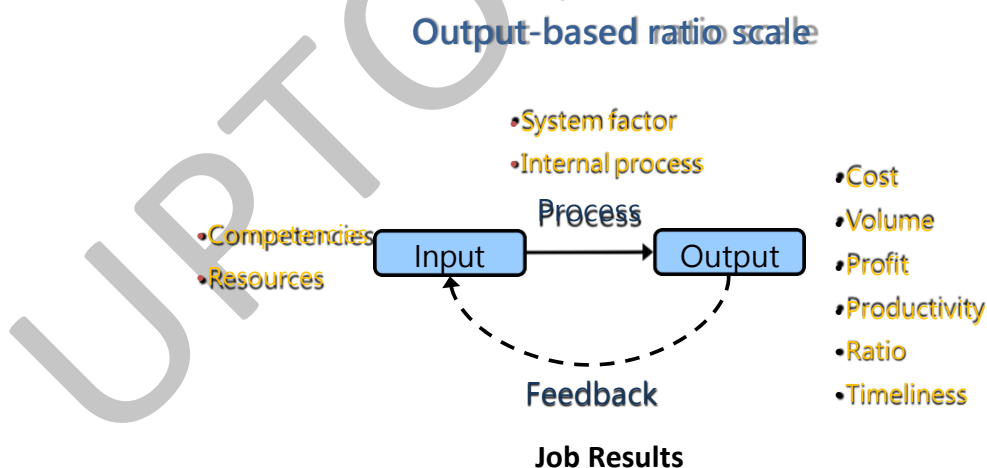 Output-based ratio scale
•System factor
•Internal process
Process
•Competencies
•Resources
Input
Output
•Cost
•Volume
•Profit
•Productivity
•Ratio
•Timeliness
Feedback
Job Results
UPTO